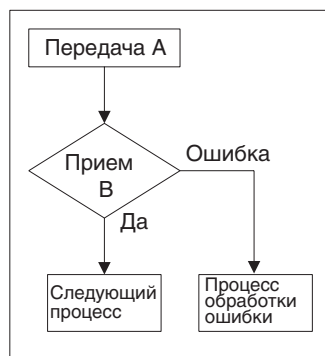 Передача А
Прием
В
Ошибка
Да
Следующий
процесс
Процесс
обработки
ошибки